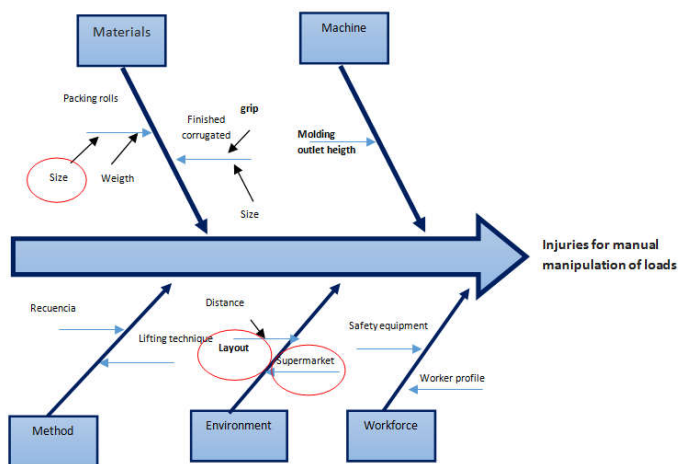 Materials
Machine
Packing rolls
grip
Finished
corrugated
Molding
outlet heigth
Size
Weigth
Size
Injuries for manual
manipulation of loads
Recuencia
Distance
Safety equipment
Lifting technique
Layout
Supermarket
Worker profile
Method
Environment
Workforce